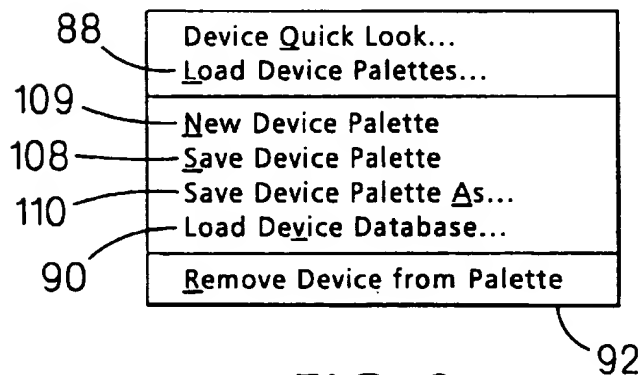 88
Device Quick Look...
Load Device Palettes...
109
New Device Palette
108
Save Device Palette
110
Save Device Palette As...
90
Load Device Database...
Remove Device from Palette
92